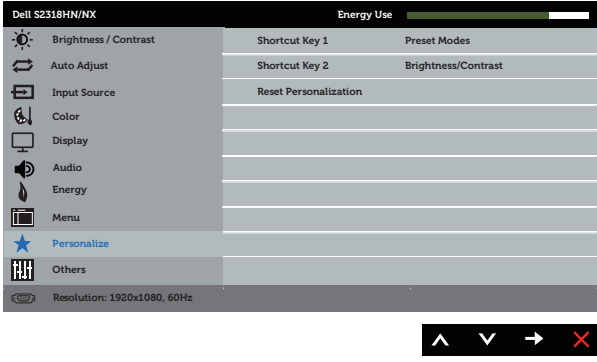 Dell S2318HN/NX Energy Use
Brightness / Contrast Shortcut Key 1 Preset Modes
Auto Adjust Shortcut Key 2 Brightness/Contrast
Input Source Reset Personalization
Color
Display
Audio
Energy
Menu
Personalize
Others
Resolution: 1920x1080, 60Hz